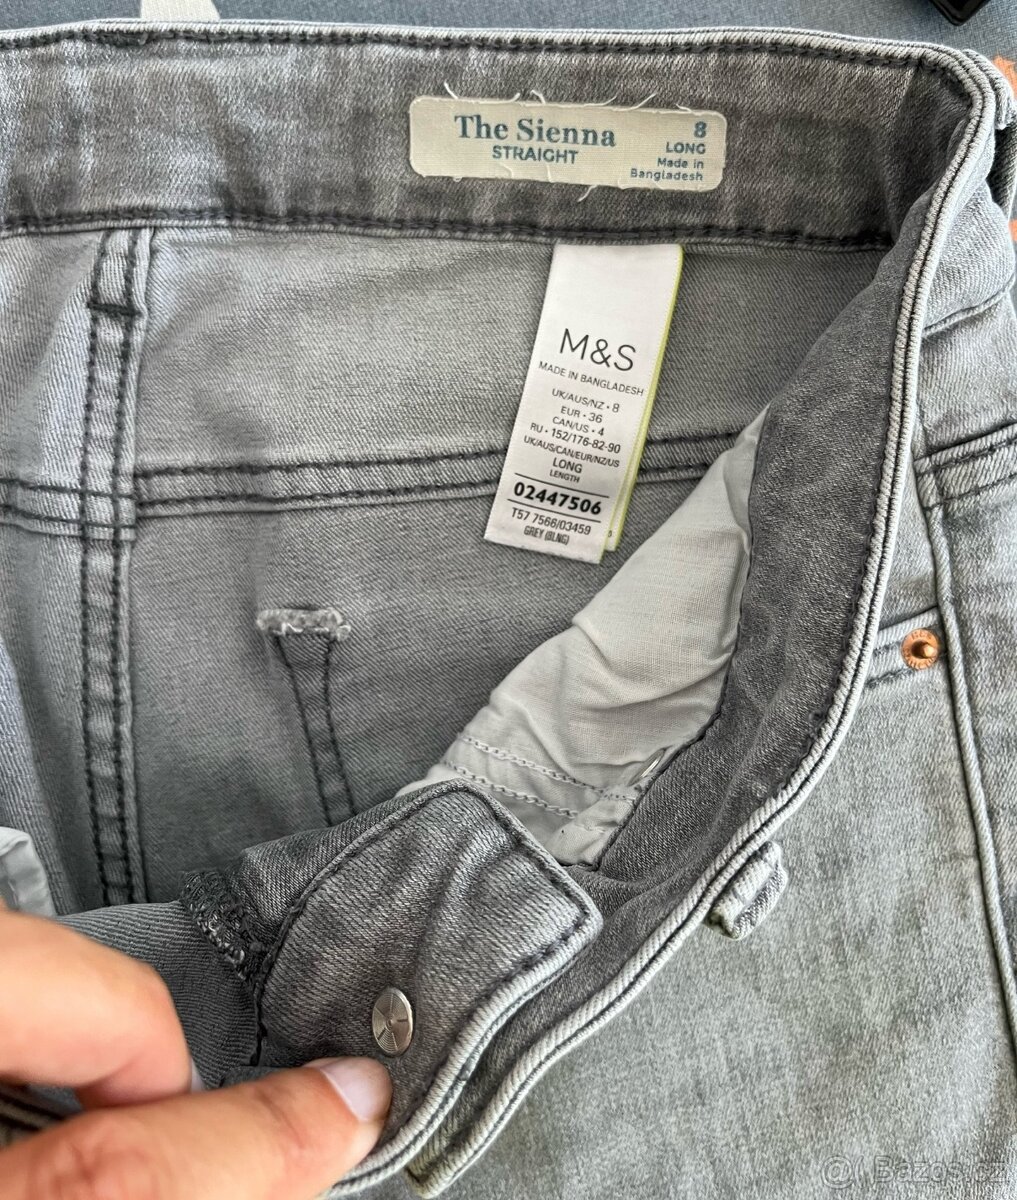 The Sienna
STRAIGHT
8
LONG
Made in
Bangladesh
M&S
MADE IN BANGLADESH
UK/AUS/NZ • 8
EUR • 36
CAN/US • 4
RU • 152/176-82-90
UK/AUS/CAN/EUR/NZ/US
LONG
LENGTH
02447506
T57 7566/03459
GREY (BLNG)
Bazos.cz